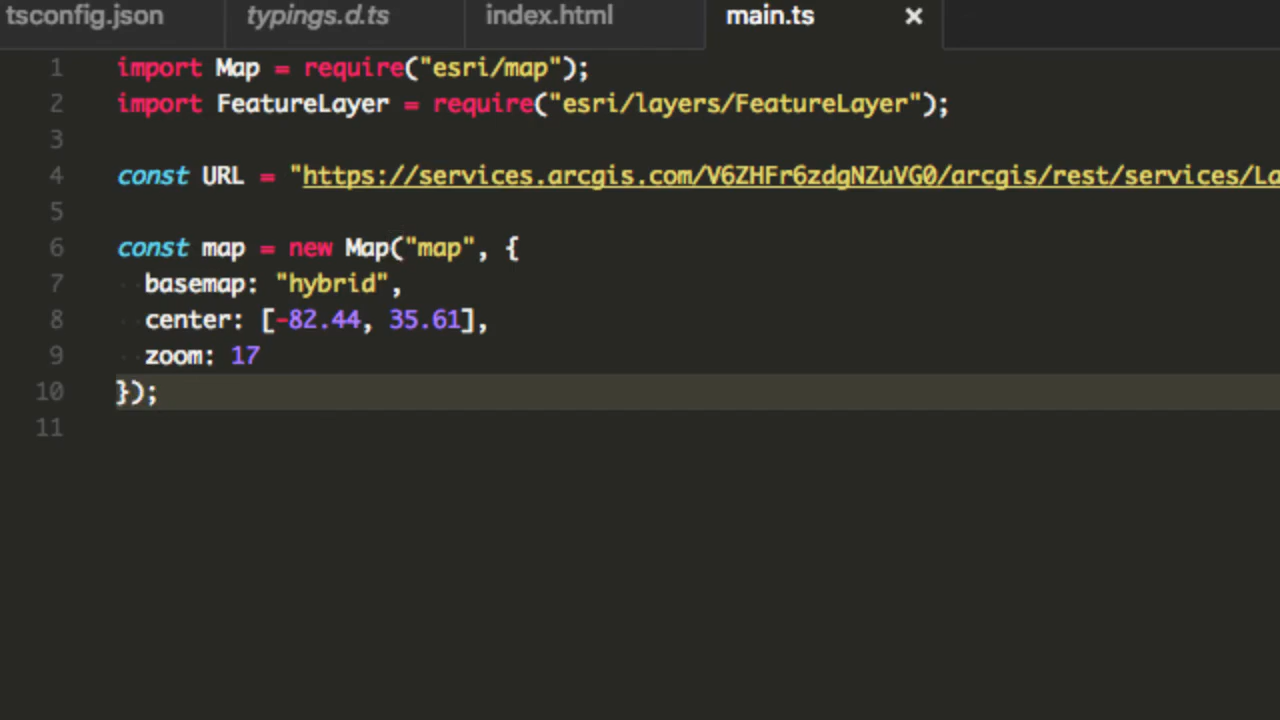 tsconfig.json typings.d.ts index.html main.ts ×
1 import Map = require("esri/map");
2 import FeatureLayer = require("esri/layers/FeatureLayer");
3
4 const URL = "https://services.arcgis.com/V6ZHFr6zdgNZuVG0/arcgis/rest/services/La
5
6 const map = new Map("map", {
7 basemap: "hybrid",
8 center: [-82.44, 35.61],
9 zoom: 17
10 });
11